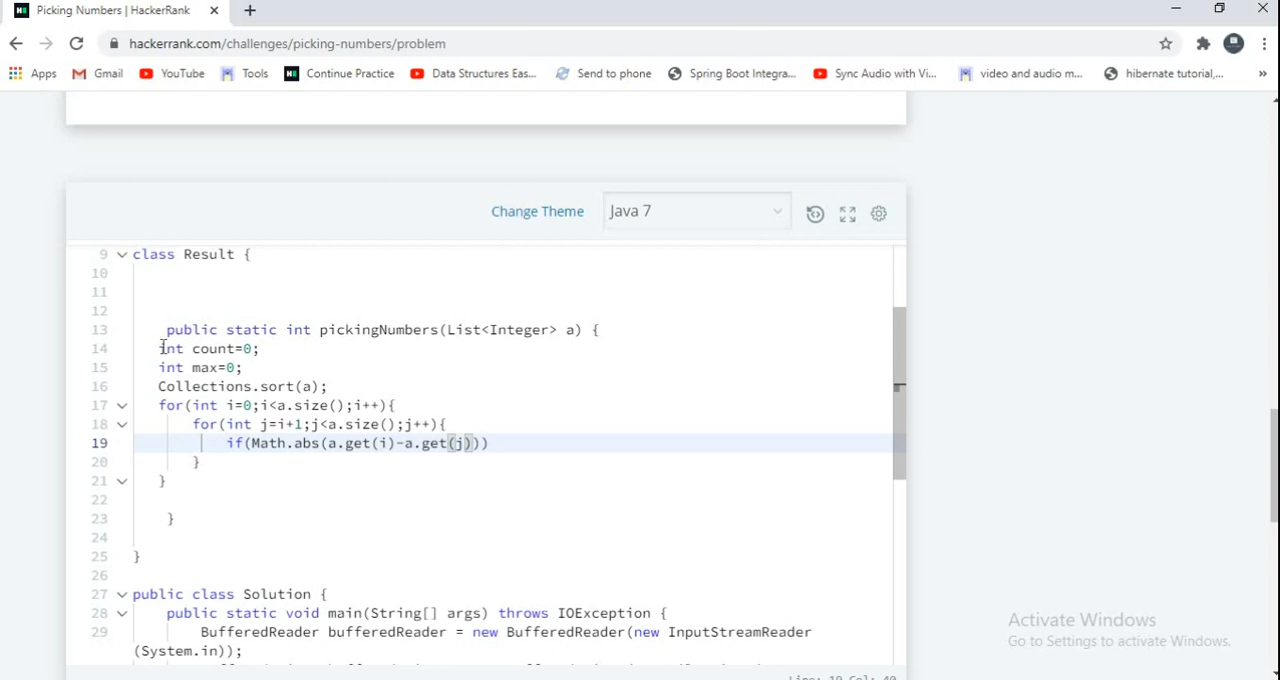 Picking Numbers | HackerRank
hackerrank.com/challenges/picking-numbers/problem
Apps Gmail YouTube Tools Continue Practice Data Structures Eas... Send to phone Spring Boot Integra... Sync Audio with Vi... video and audio m... hibernate tutorial,...
Change Theme Java 7
9 class Result {
10
11
12
13 public static int pickingNumbers(List<Integer> a) {
14 int count=0;
15 int max=0;
16 Collections.sort(a);
17 for(int i=0;i<a.size();i++){
18 for(int j=i+1;j<a.size();j++){
19 if(Math.abs(a.get(i)-a.get(j)))
20 }
21 }
22
23 }
24
25 }
26
27 public class Solution {
28 public static void main(String[] args) throws IOException {
29 BufferedReader bufferedReader = new BufferedReader(new InputStreamReader
(System.in));
Activate Windows
Go to Settings to activate Windows.
Line: 19 Col: 40